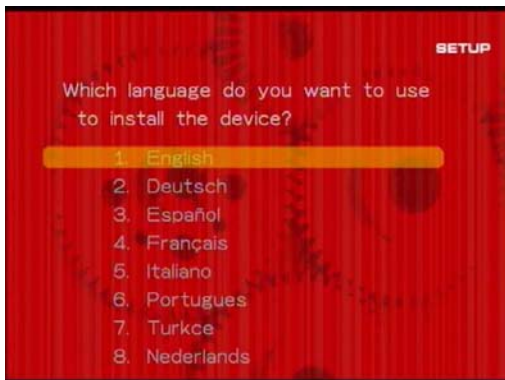 SETUP
Which language do you want to use
to install the device?
1. English
2. Deutsch
3. Español
4. Français
5. Italiano
6. Portugues
7. Turkce
8. Nederlands